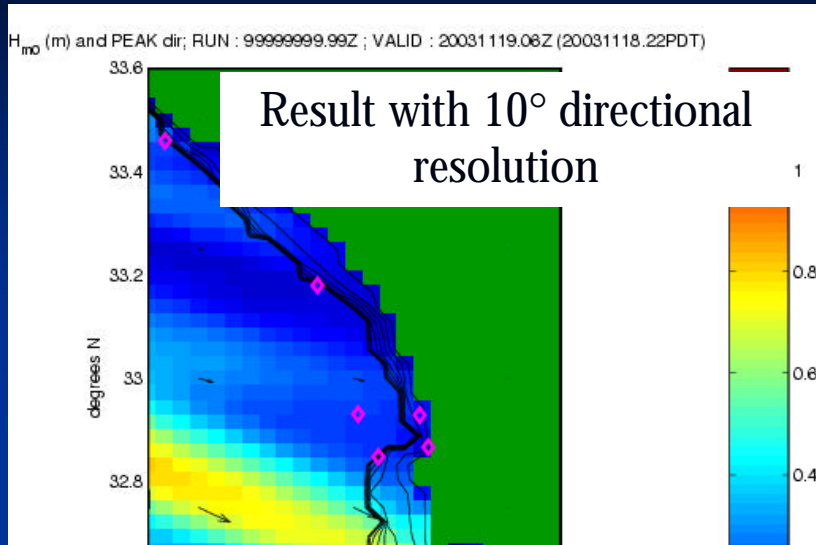 H_m0 (m) and PEAK dir; RUN : 99999999.99Z ; VALID : 20031119.06Z (20031118.22PDT)
Result with 10° directional
resolution
33.6
33.4
33.2
33
32.8
degrees N
1
0.8
0.6
0.4